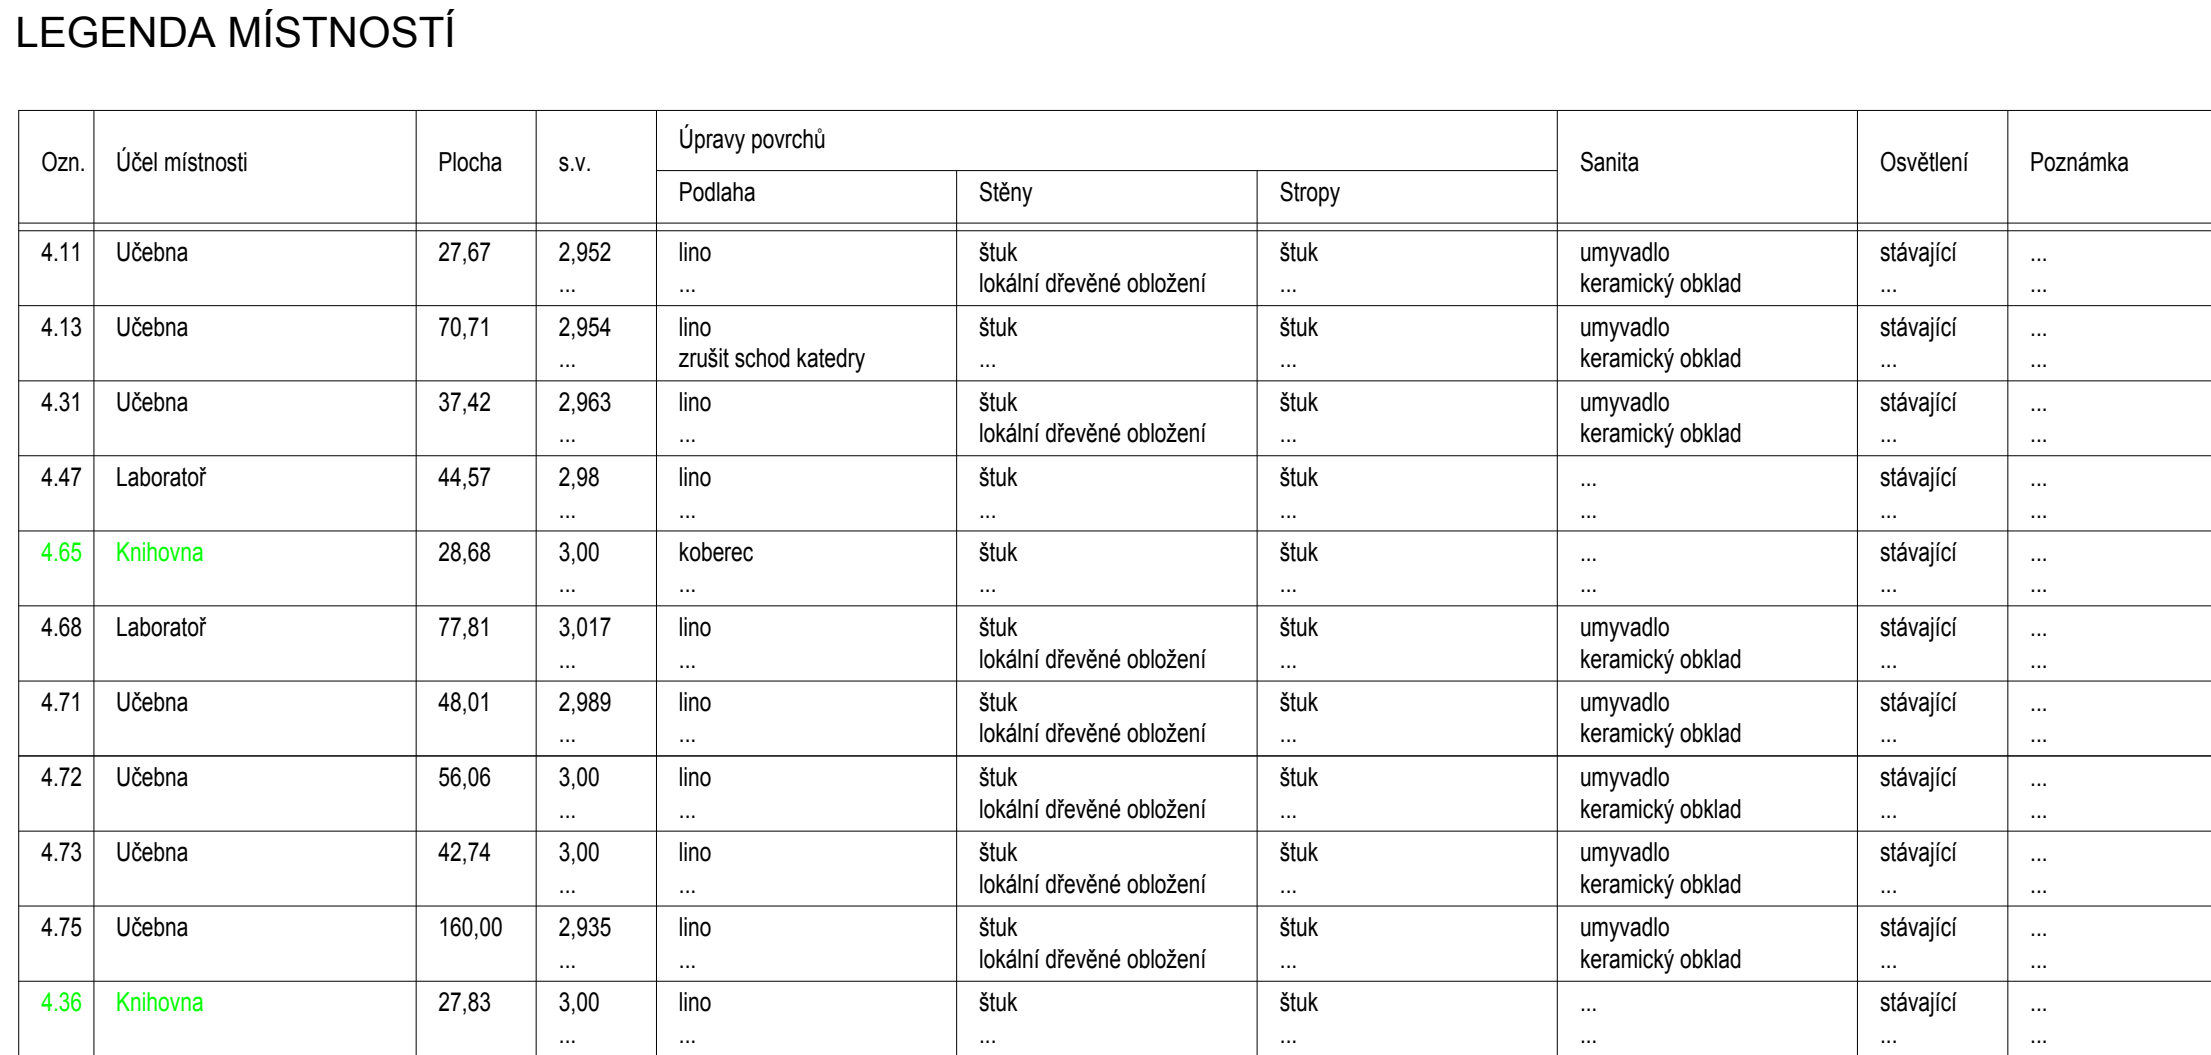 LEGENDA MÍSTNOSTÍ
Ozn. Účel místnosti Plocha s.v. Úpravy povrchů Sanita Osvětlení Poznámka
Podlaha Stěny Stropy
4.11 Učebna 27,67 2,952 lino štuk štuk umyvadlo stávající ...
... ... lokální dřevěné obložení ... keramický obklad ... ...
4.13 Učebna 70,71 2,954 lino štuk štuk umyvadlo stávající ...
... zrušit schod katedry ... ... keramický obklad ... ...
4.31 Učebna 37,42 2,963 lino štuk štuk umyvadlo stávající ...
... ... lokální dřevěné obložení ... keramický obklad ... ...
4.47 Laboratoř 44,57 2,98 lino štuk štuk ... stávající ...
... ... ... ... ... ... ...
4.65 Knihovna 28,68 3,00 koberec štuk štuk ... stávající ...
... ... ... ... ... ... ...
4.68 Laboratoř 77,81 3,017 lino štuk štuk umyvadlo stávající ...
... ... lokální dřevěné obložení ... keramický obklad ... ...
4.71 Učebna 48,01 2,989 lino štuk štuk umyvadlo stávající ...
... ... lokální dřevěné obložení ... keramický obklad ... ...
4.72 Učebna 56,06 3,00 lino štuk štuk umyvadlo stávající ...
... ... lokální dřevěné obložení ... keramický obklad ... ...
4.73 Učebna 42,74 3,00 lino štuk štuk umyvadlo stávající ...
... ... lokální dřevěné obložení ... keramický obklad ... ...
4.75 Učebna 160,00 2,935 lino štuk štuk umyvadlo stávající ...
... ... lokální dřevěné obložení ... keramický obklad ... ...
4.36 Knihovna 27,83 3,00 lino štuk štuk ... stávající ...
... ... ... ... ... ... ...